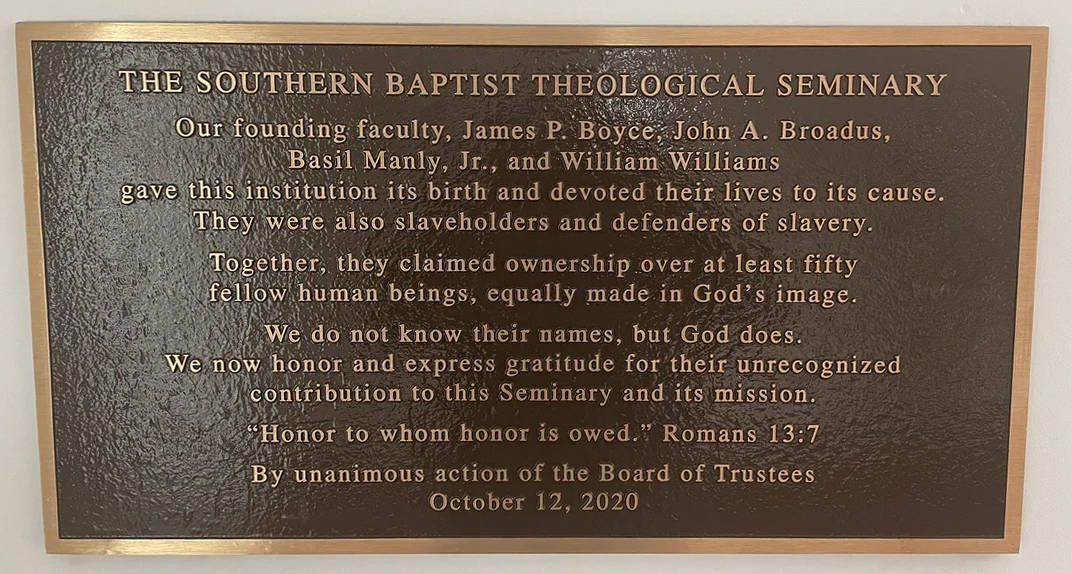 THE SOUTHERN BAPTIST THEOLOGICAL SEMINARY
Our founding faculty, James P. Boyce, John A. Broadus,
Basil Manly, Jr., and William Williams
gave this institution its birth and devoted their lives to its cause.
They were also slaveholders and defenders of slavery.
Together, they claimed ownership over at least fifty
fellow human beings, equally made in God's image.
We do not know their names, but God does.
We now honor and express gratitude for their unrecognized
contribution to this Seminary and its mission.
“Honor to whom honor is owed.” Romans 13:7
By unanimous action of the Board of Trustees
October 12, 2020